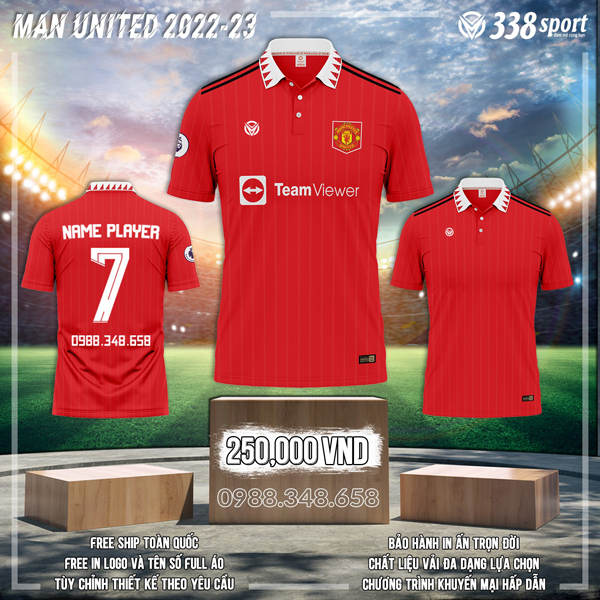 MAN UNITED 2022-23
338 sport
MANCHESTER
UNITED
TeamViewer
NAME PLAYER
7
0988.348.658
250,000 VND
0988.348.658
FREE SHIP TOÀN QUỐC
FREE IN LOGO VÀ TÊN SỐ FULL ÁO
TÙY CHỈNH THIẾT KẾ THEO YÊU CẦU
BẢO HÀNH IN ẤN TRỌN ĐỜI
CHẤT LIỆU VẢI ĐA DẠNG LỰA CHỌN
CHƯƠNG TRÌNH KHUYẾN MẠI HẤP DẪN